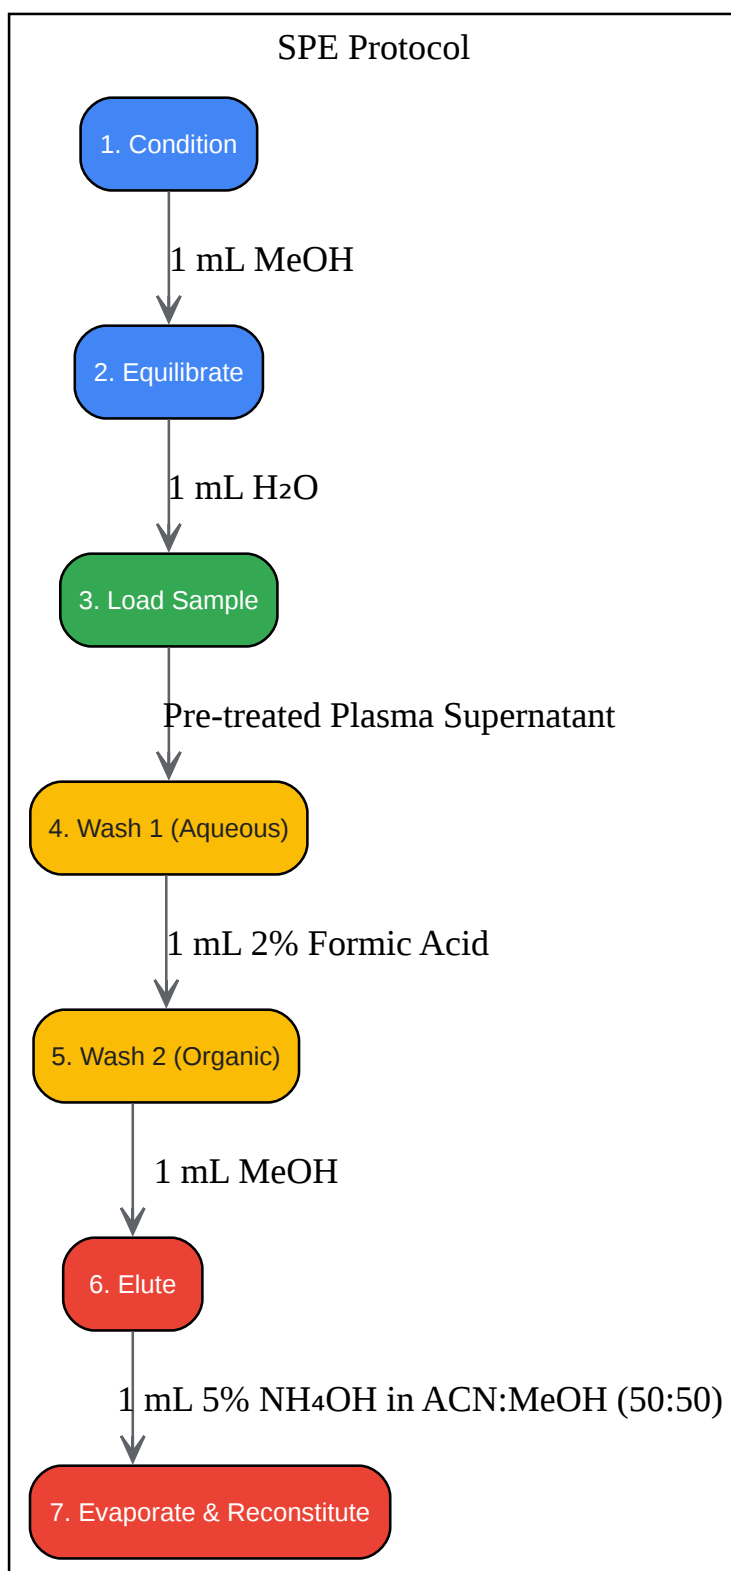 SPE Protocol
1. Condition
1 mL MeOH
2. Equilibrate
1 mL H₂O
3. Load Sample
Pre-treated Plasma Supernatant
4. Wash 1 (Aqueous)
1 mL 2% Formic Acid
5. Wash 2 (Organic)
1 mL MeOH
6. Elute
1 mL 5% NH₄OH in ACN:MeOH (50:50)
7. Evaporate & Reconstitute